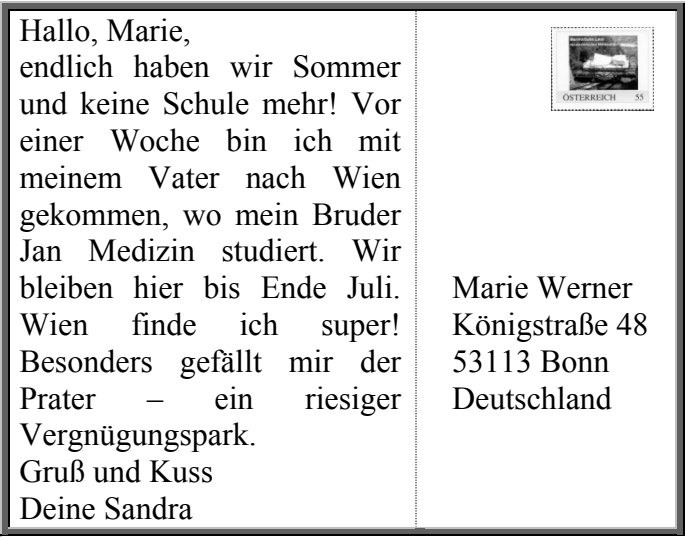 Hallo, Marie,
endlich haben wir Sommer
und keine Schule mehr! Vor
einer Woche bin ich mit
meinem Vater nach Wien
gekommen, wo mein Bruder
Jan Medizin studiert. Wir
bleiben hier bis Ende Juli.
Wien finde ich super!
Besonders gefällt mir der
Prater – ein riesiger
Vergnügungspark.
Gruß und Kuss
Deine Sandra
ÖSTERREICH 55
Marie Werner
Königstraße 48
53113 Bonn
Deutschland